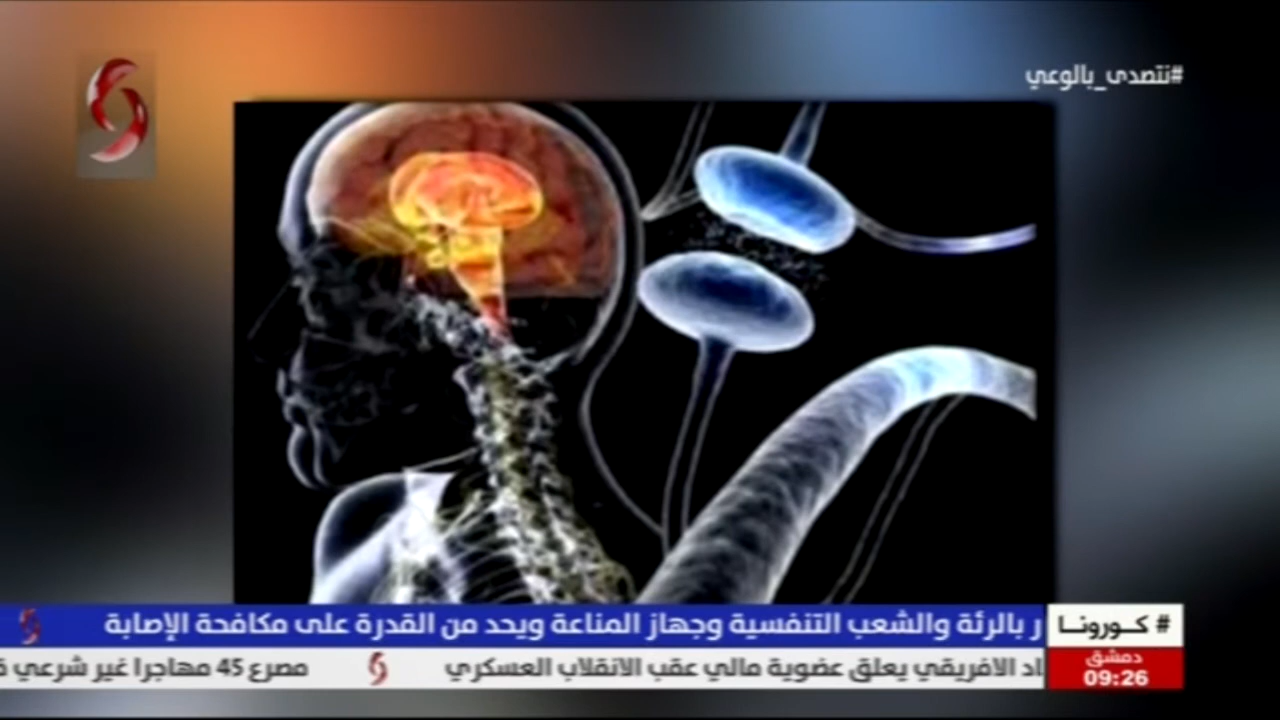 #نتصدى_بالوعي
# كـورونـا
ر بالرئة والشعب التنفسية وجهاز المناعة ويحد من القدرة على مكافحة الإصابة
دمشق
09:26
اد الافريقي يعلق عضوية مالي عقب الانقلاب العسكري
مصرع 45 مهاجرا غير شرعي